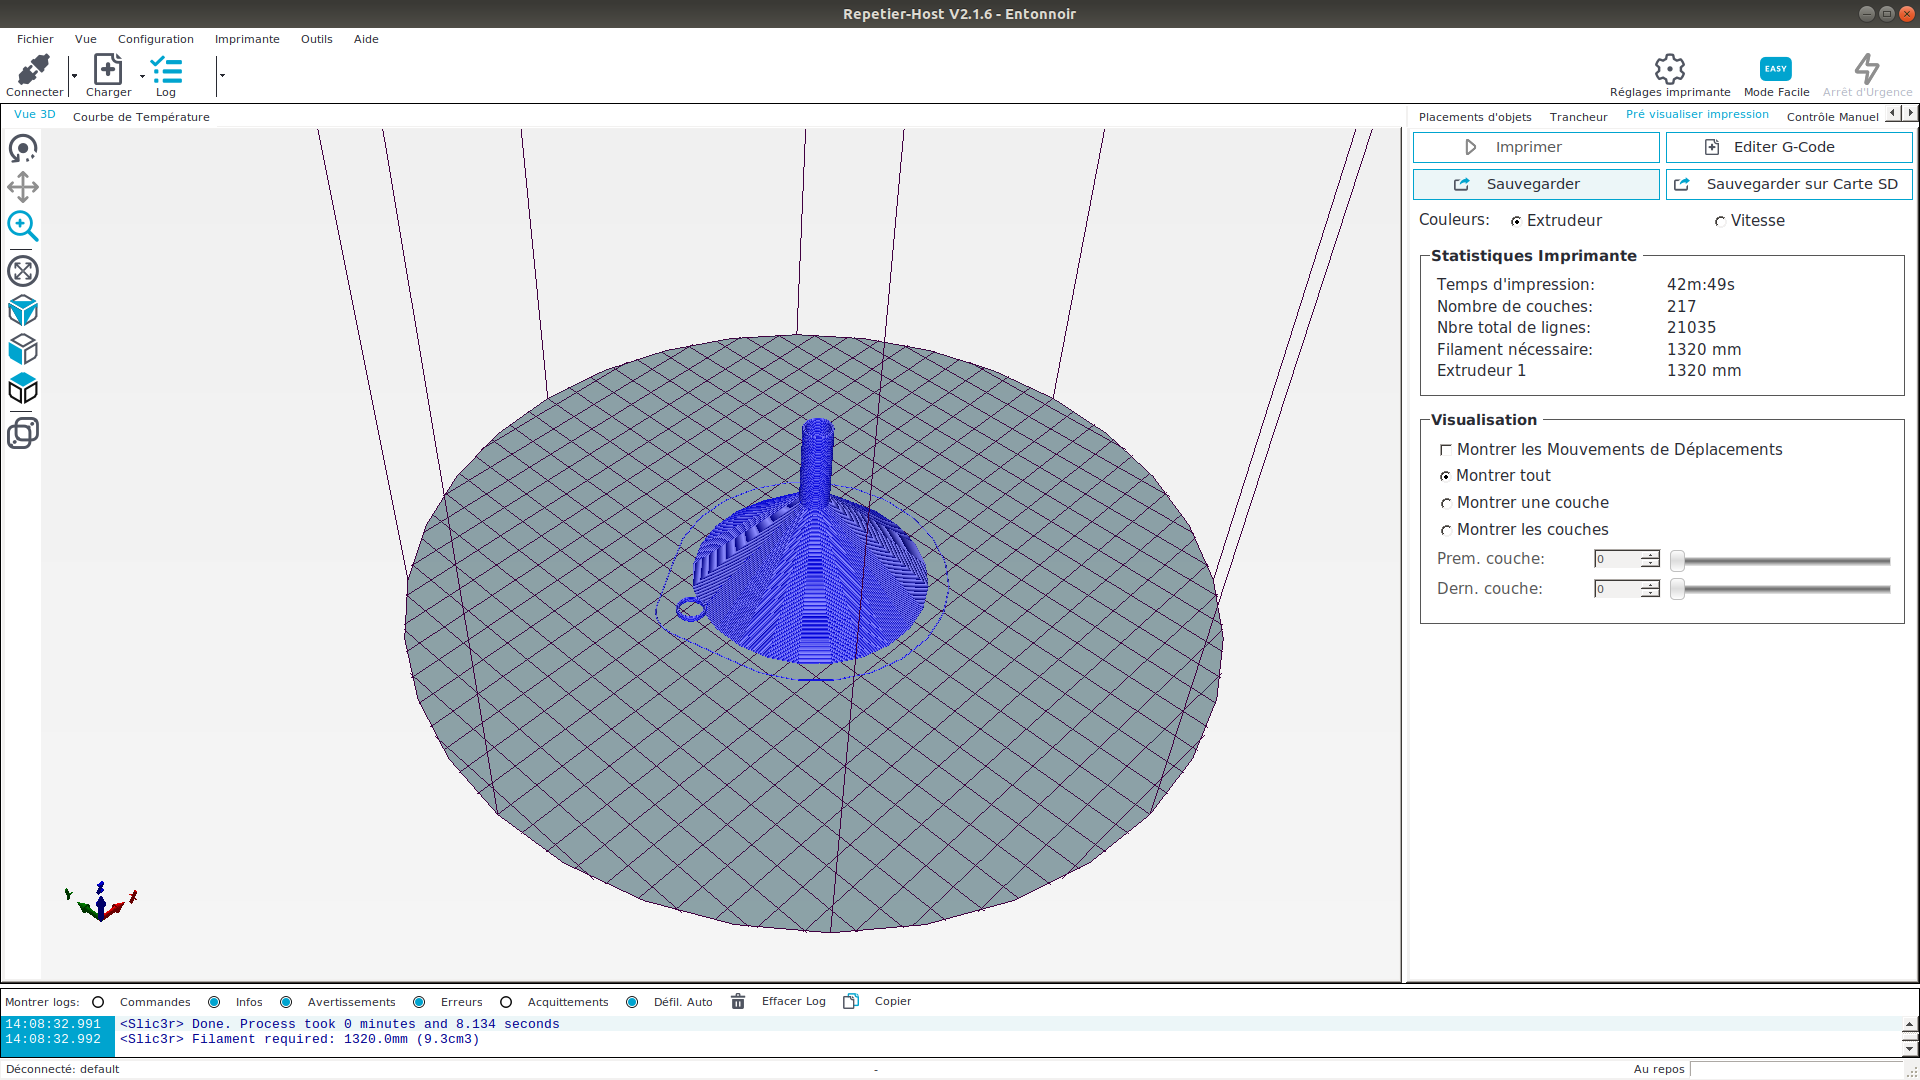 Repetier-Host V2.1.6 - Entonnoir
Fichier Vue Configuration Imprimante Outils Aide
Connecter Charger Log
EASY
Réglages imprimante Mode Facile Arrêt d'Urgence
Vue 3D Courbe de Température
Placements d'objets Trancheur Pré visualiser impression Contrôle Manuel
Imprimer Editer G-Code
Sauvegarder Sauvegarder sur Carte SD
Couleurs: Extrudeur Vitesse
Statistiques Imprimante
Temps d'impression: 42m:49s
Nombre de couches: 217
Nbre total de lignes: 21035
Filament nécessaire: 1320 mm
Extrudeur 1 1320 mm
Visualisation
Montrer les Mouvements de Déplacements
Montrer tout
Montrer une couche
Montrer les couches
Prem. couche: 0
Dern. couche: 0
Y Z X
Montrer logs: Commandes Infos Avertissements Erreurs Acquittements Défil. Auto Effacer Log Copier
14:08:32.991 <Slic3r> Done. Process took 0 minutes and 8.134 seconds
14:08:32.992 <Slic3r> Filament required: 1320.0mm (9.3cm3)
Déconnecté: default - Au repos